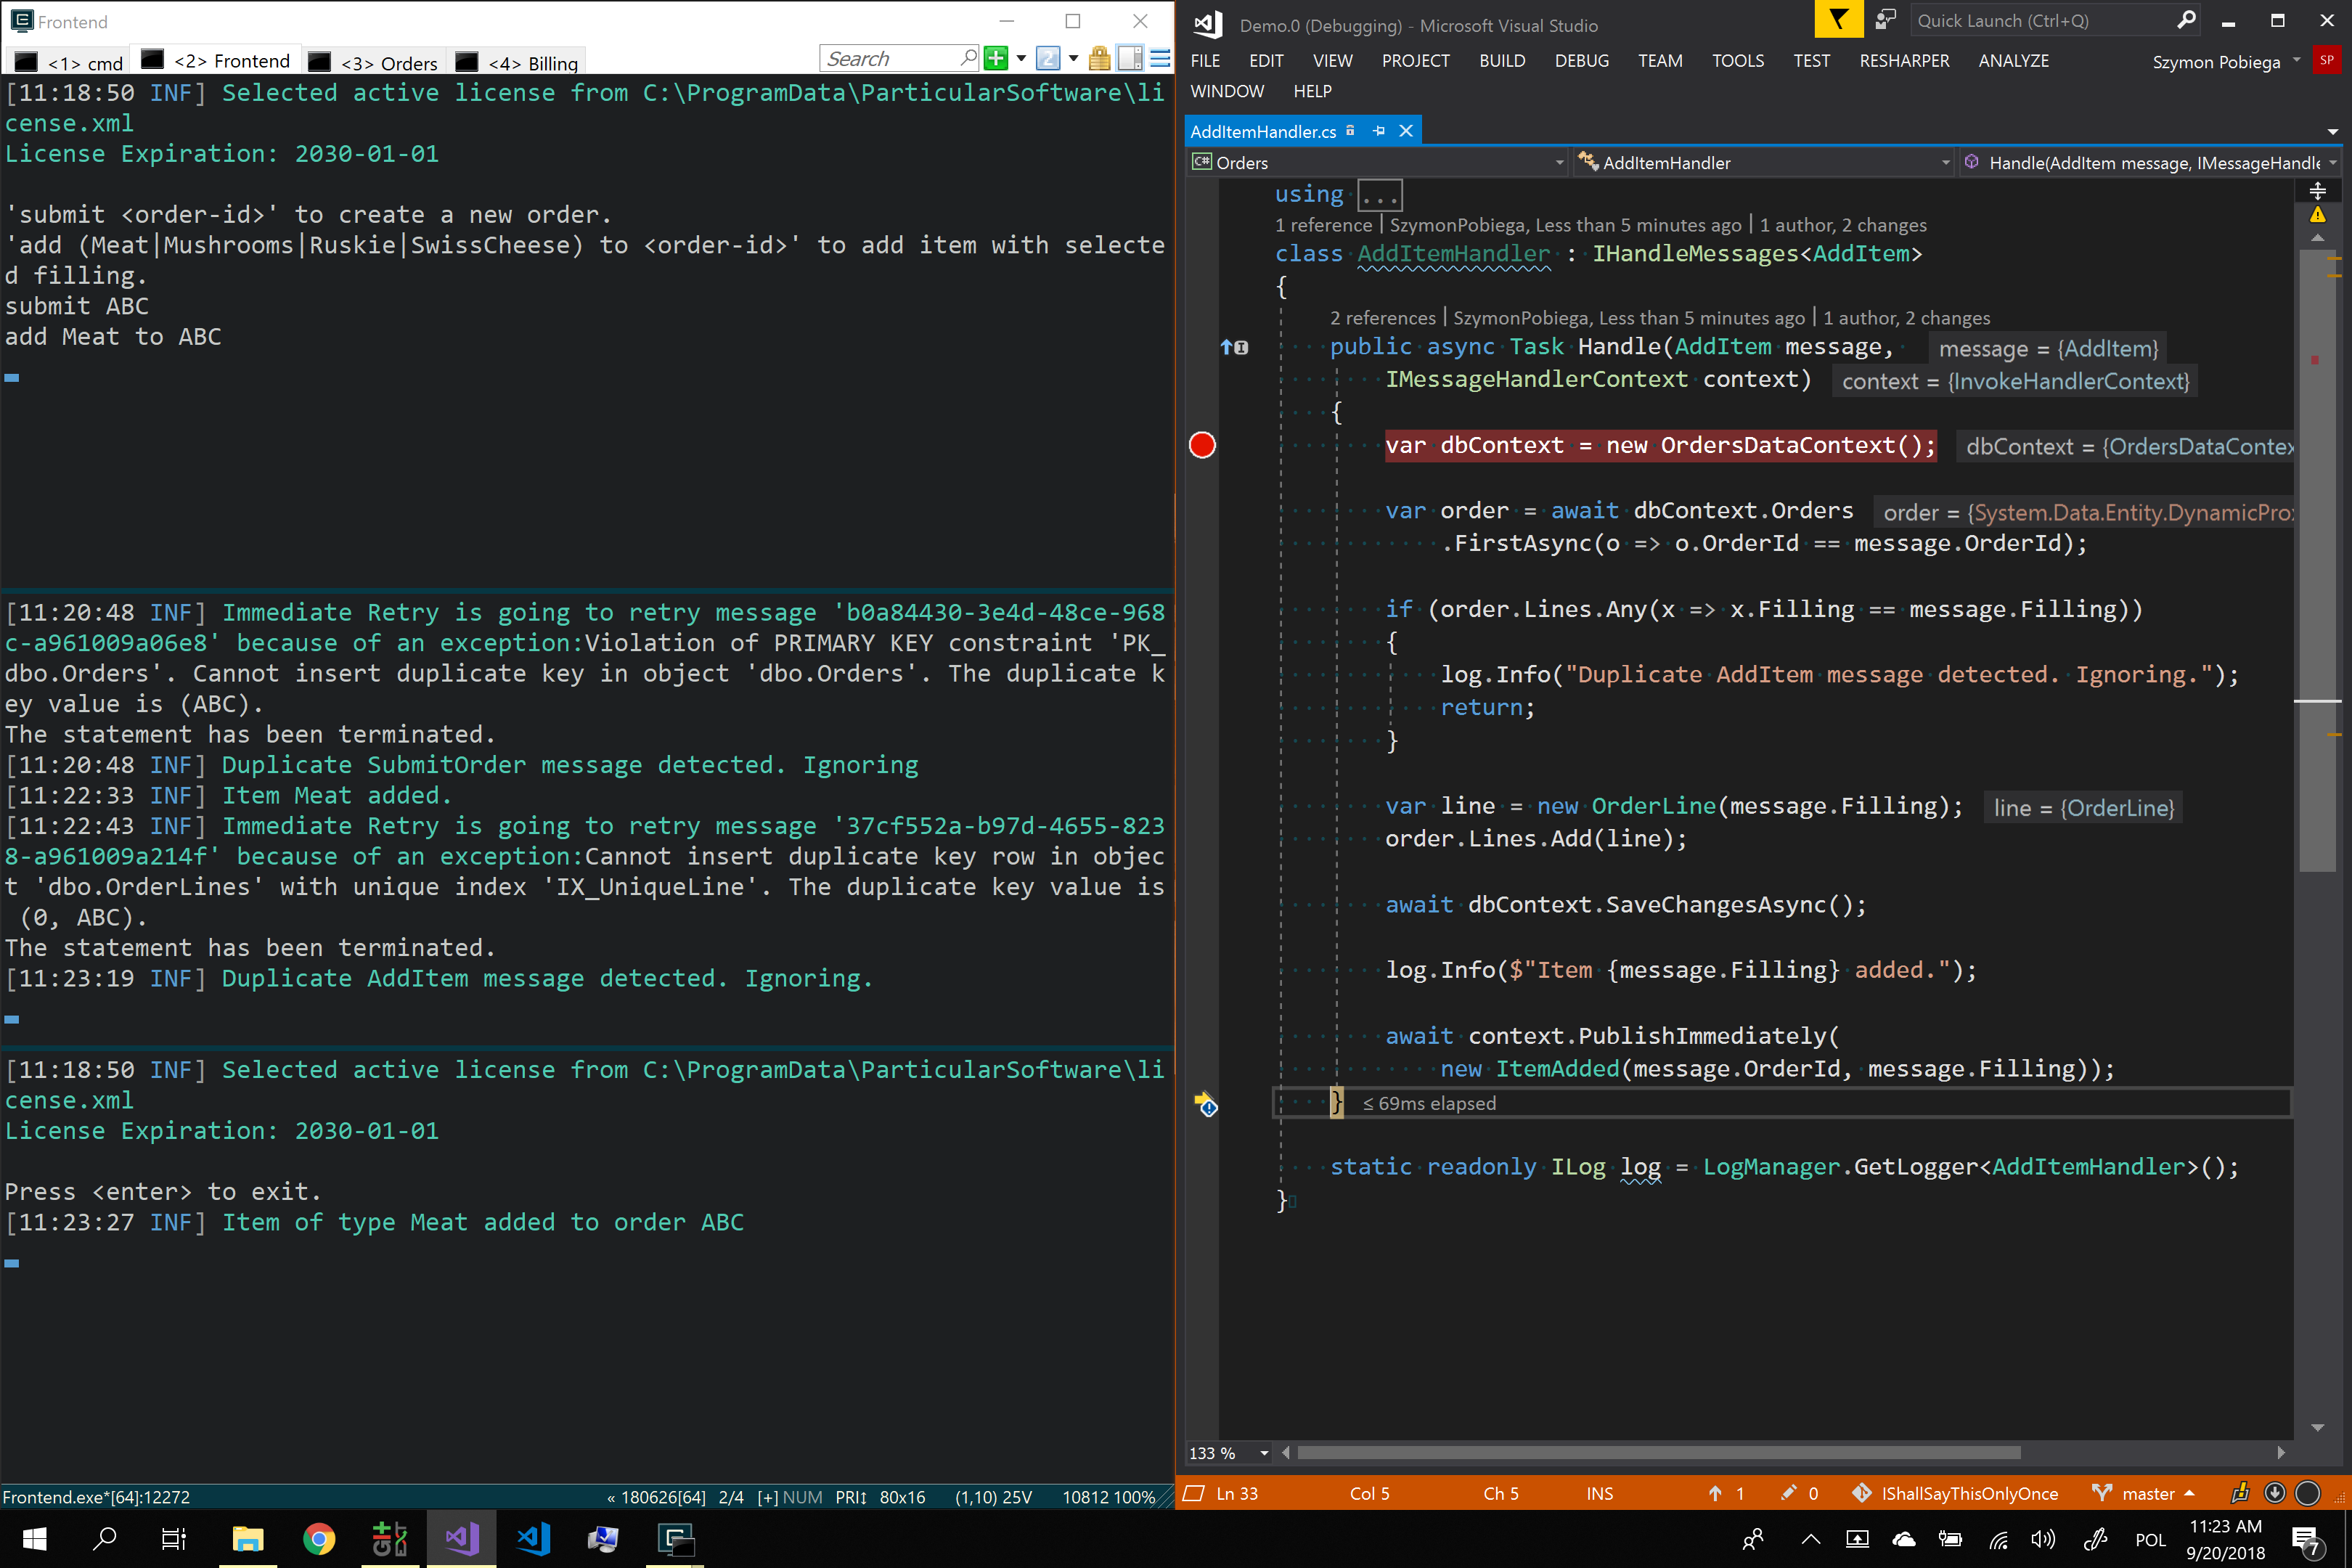 Frontend
<1> cmd
<2> Frontend
<3> Orders
<4> Billing
Search
[11:18:50 INF] Selected active license from C:\ProgramData\ParticularSoftware\li
cense.xml
License Expiration: 2030-01-01
'submit <order-id>' to create a new order.
'add (Meat|Mushrooms|Ruskie|SwissCheese) to <order-id>' to add item with selecte
d filling.
submit ABC
add Meat to ABC
[11:20:48 INF] Immediate Retry is going to retry message 'b0a84430-3e4d-48ce-968
c-a961009a06e8' because of an exception:Violation of PRIMARY KEY constraint 'PK_
dbo.Orders'. Cannot insert duplicate key in object 'dbo.Orders'. The duplicate k
ey value is (ABC).
The statement has been terminated.
[11:20:48 INF] Duplicate SubmitOrder message detected. Ignoring
[11:22:33 INF] Item Meat added.
[11:22:43 INF] Immediate Retry is going to retry message '37cf552a-b97d-4655-823
8-a961009a214f' because of an exception:Cannot insert duplicate key row in objec
t 'dbo.OrderLines' with unique index 'IX_UniqueLine'. The duplicate key value is
(0, ABC).
The statement has been terminated.
[11:23:19 INF] Duplicate AddItem message detected. Ignoring.
[11:18:50 INF] Selected active license from C:\ProgramData\ParticularSoftware\li
cense.xml
License Expiration: 2030-01-01
Press <enter> to exit.
[11:23:27 INF] Item of type Meat added to order ABC
Frontend.exe*[64]:12272 « 180626[64] 2/4 [+] NUM PRI↕ 80x16 (1,10) 25V 10812 100%
Demo.0 (Debugging) - Microsoft Visual Studio
Quick Launch (Ctrl+Q)
FILE EDIT VIEW PROJECT BUILD DEBUG TEAM TOOLS TEST RESHARPER ANALYZE
Szymon Pobiega SP
WINDOW HELP
AddItemHandler.cs
C# Orders
AddItemHandler
Handle(AddItem message, IMessageHandle
using ...
1 reference | SzymonPobiega, Less than 5 minutes ago | 1 author, 2 changes
class AddItemHandler : IHandleMessages<AddItem>
{
2 references | SzymonPobiega, Less than 5 minutes ago | 1 author, 2 changes
public async Task Handle(AddItem message, message = {AddItem}
IMessageHandlerContext context) context = {InvokeHandlerContext}
{
var dbContext = new OrdersDataContext(); dbContext = {OrdersDataContex
var order = await dbContext.Orders order = {System.Data.Entity.DynamicPro
.FirstAsync(o => o.OrderId == message.OrderId);
if (order.Lines.Any(x => x.Filling == message.Filling))
{
log.Info("Duplicate AddItem message detected. Ignoring.");
return;
}
var line = new OrderLine(message.Filling); line = {OrderLine}
order.Lines.Add(line);
await dbContext.SaveChangesAsync();
log.Info($"Item {message.Filling} added.");
await context.PublishImmediately(
new ItemAdded(message.OrderId, message.Filling));
} ≤ 69ms elapsed
static readonly ILog log = LogManager.GetLogger<AddItemHandler>();
}
133 %
Ln 33 Col 5 Ch 5 INS 1 0 IShallSayThisOnlyOnce master
POL
11:23 AM
9/20/2018
7